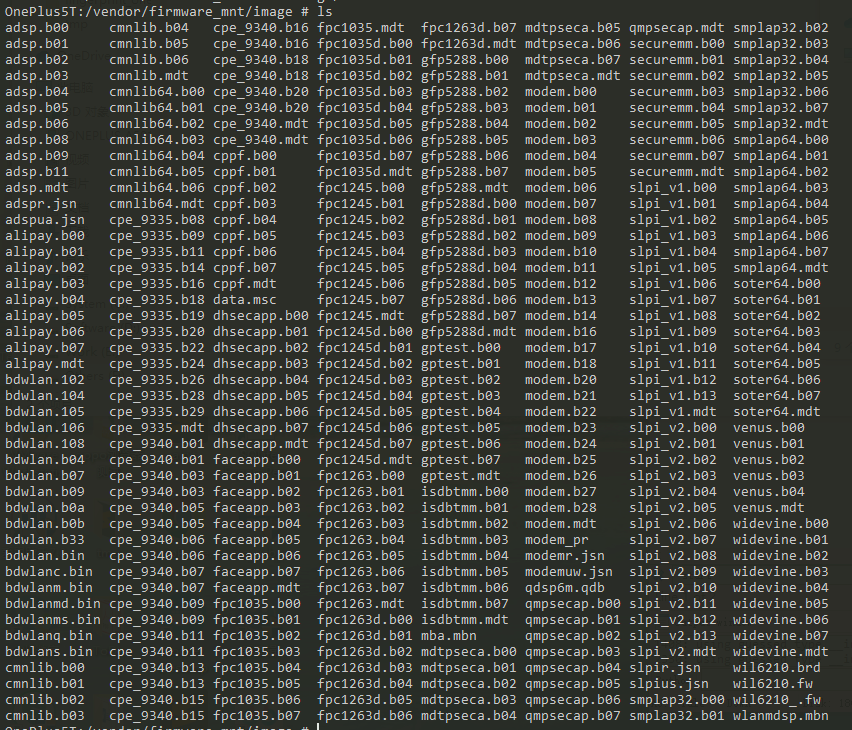 OnePlus5T:/vendor/firmware_mnt/image # ls
adsp.b00 cmnlib.b04 cpe_9340.b16 fpc1035.mdt fpc1263d.b07 mdtpseca.b05 qmpsecap.mdt smplap32.b02
adsp.b01 cmnlib.b05 cpe_9340.b16 fpc1035d.b00 fpc1263d.mdt mdtpseca.b06 securemm.b00 smplap32.b03
adsp.b02 cmnlib.b06 cpe_9340.b18 fpc1035d.b01 gfp5288.b00 mdtpseca.b07 securemm.b01 smplap32.b04
adsp.b03 cmnlib.mdt cpe_9340.b18 fpc1035d.b02 gfp5288.b01 mdtpseca.mdt securemm.b02 smplap32.b05
adsp.b04 cmnlib64.b00 cpe_9340.b20 fpc1035d.b03 gfp5288.b02 modem.b00 securemm.b03 smplap32.b06
adsp.b05 cmnlib64.b01 cpe_9340.b20 fpc1035d.b04 gfp5288.b03 modem.b01 securemm.b04 smplap32.b07
adsp.b06 cmnlib64.b02 cpe_9340.mdt fpc1035d.b05 gfp5288.b04 modem.b02 securemm.b05 smplap32.mdt
adsp.b08 cmnlib64.b03 cpe_9340.mdt fpc1035d.b06 gfp5288.b05 modem.b03 securemm.b06 smplap64.b00
adsp.b09 cmnlib64.b04 cppf.b00 fpc1035d.b07 gfp5288.b06 modem.b04 securemm.b07 smplap64.b01
adsp.b11 cmnlib64.b05 cppf.b01 fpc1035d.mdt gfp5288.b07 modem.b05 securemm.mdt smplap64.b02
adsp.mdt cmnlib64.b06 cppf.b02 fpc1245.b00 gfp5288.mdt modem.b06 slpi_v1.b00 smplap64.b03
adspr.jsn cmnlib64.mdt cppf.b03 fpc1245.b01 gfp5288d.b00 modem.b07 slpi_v1.b01 smplap64.b04
adspua.jsn cpe_9335.b08 cppf.b04 fpc1245.b02 gfp5288d.b01 modem.b08 slpi_v1.b02 smplap64.b05
alipay.b00 cpe_9335.b09 cppf.b05 fpc1245.b03 gfp5288d.b02 modem.b09 slpi_v1.b03 smplap64.b06
alipay.b01 cpe_9335.b11 cppf.b06 fpc1245.b04 gfp5288d.b03 modem.b10 slpi_v1.b04 smplap64.b07
alipay.b02 cpe_9335.b14 cppf.b07 fpc1245.b05 gfp5288d.b04 modem.b11 slpi_v1.b05 smplap64.mdt
alipay.b03 cpe_9335.b16 cppf.mdt fpc1245.b06 gfp5288d.b05 modem.b12 slpi_v1.b06 soter64.b00
alipay.b04 cpe_9335.b18 data.msc fpc1245.b07 gfp5288d.b06 modem.b13 slpi_v1.b07 soter64.b01
alipay.b05 cpe_9335.b19 dhsecapp.b00 fpc1245.mdt gfp5288d.b07 modem.b14 slpi_v1.b08 soter64.b02
alipay.b06 cpe_9335.b20 dhsecapp.b01 fpc1245d.b00 gfp5288d.mdt modem.b16 slpi_v1.b09 soter64.b03
alipay.b07 cpe_9335.b22 dhsecapp.b02 fpc1245d.b01 gptest.b00 modem.b17 slpi_v1.b10 soter64.b04
alipay.mdt cpe_9335.b24 dhsecapp.b03 fpc1245d.b02 gptest.b01 modem.b18 slpi_v1.b11 soter64.b05
bdwlan.102 cpe_9335.b26 dhsecapp.b04 fpc1245d.b03 gptest.b02 modem.b20 slpi_v1.b12 soter64.b06
bdwlan.104 cpe_9335.b28 dhsecapp.b05 fpc1245d.b04 gptest.b03 modem.b21 slpi_v1.b13 soter64.b07
bdwlan.105 cpe_9335.b29 dhsecapp.b06 fpc1245d.b05 gptest.b04 modem.b22 slpi_v1.mdt soter64.mdt
bdwlan.106 cpe_9335.mdt dhsecapp.b07 fpc1245d.b06 gptest.b05 modem.b23 slpi_v2.b00 venus.b00
bdwlan.108 cpe_9340.b01 dhsecapp.mdt fpc1245d.b07 gptest.b06 modem.b24 slpi_v2.b01 venus.b01
bdwlan.b04 cpe_9340.b01 faceapp.b00 fpc1245d.mdt gptest.b07 modem.b25 slpi_v2.b02 venus.b02
bdwlan.b07 cpe_9340.b03 faceapp.b01 fpc1263.b00 gptest.mdt modem.b26 slpi_v2.b03 venus.b03
bdwlan.b09 cpe_9340.b03 faceapp.b02 fpc1263.b01 isdbtmm.b00 modem.b27 slpi_v2.b04 venus.b04
bdwlan.b0a cpe_9340.b05 faceapp.b03 fpc1263.b02 isdbtmm.b01 modem.b28 slpi_v2.b05 venus.mdt
bdwlan.b0b cpe_9340.b05 faceapp.b04 fpc1263.b03 isdbtmm.b02 modem.mdt slpi_v2.b06 widevine.b00
bdwlan.b33 cpe_9340.b06 faceapp.b05 fpc1263.b04 isdbtmm.b03 modem_pr slpi_v2.b07 widevine.b01
bdwlan.bin cpe_9340.b06 faceapp.b06 fpc1263.b05 isdbtmm.b04 modemr.jsn slpi_v2.b08 widevine.b02
bdwlanc.bin cpe_9340.b07 faceapp.b07 fpc1263.b06 isdbtmm.b05 modemuw.jsn slpi_v2.b09 widevine.b03
bdwlanm.bin cpe_9340.b07 faceapp.mdt fpc1263.b07 isdbtmm.b06 qdsp6m.qdb slpi_v2.b10 widevine.b04
bdwlanmd.bin cpe_9340.b09 fpc1035.b00 fpc1263.mdt isdbtmm.b07 qmpsecap.b00 slpi_v2.b11 widevine.b05
bdwlanms.bin cpe_9340.b09 fpc1035.b01 fpc1263d.b00 isdbtmm.mdt qmpsecap.b01 slpi_v2.b12 widevine.b06
bdwlanq.bin cpe_9340.b11 fpc1035.b02 fpc1263d.b01 mba.mbn qmpsecap.b02 slpi_v2.b13 widevine.b07
bdwlans.bin cpe_9340.b11 fpc1035.b03 fpc1263d.b02 mdtpseca.b00 qmpsecap.b03 slpi_v2.mdt widevine.mdt
cmnlib.b00 cpe_9340.b13 fpc1035.b04 fpc1263d.b03 mdtpseca.b01 qmpsecap.b04 slpir.jsn wil6210.brd
cmnlib.b01 cpe_9340.b13 fpc1035.b05 fpc1263d.b04 mdtpseca.b02 qmpsecap.b05 slpius.jsn wil6210.fw
cmnlib.b02 cpe_9340.b15 fpc1035.b06 fpc1263d.b05 mdtpseca.b03 qmpsecap.b06 smplap32.b00 wil6210_.fw
cmnlib.b03 cpe_9340.b15 fpc1035.b07 fpc1263d.b06 mdtpseca.b04 qmpsecap.b07 smplap32.b01 wlanmdsp.mbn
OnePlus5T:/vendor/firmware_mnt/image #